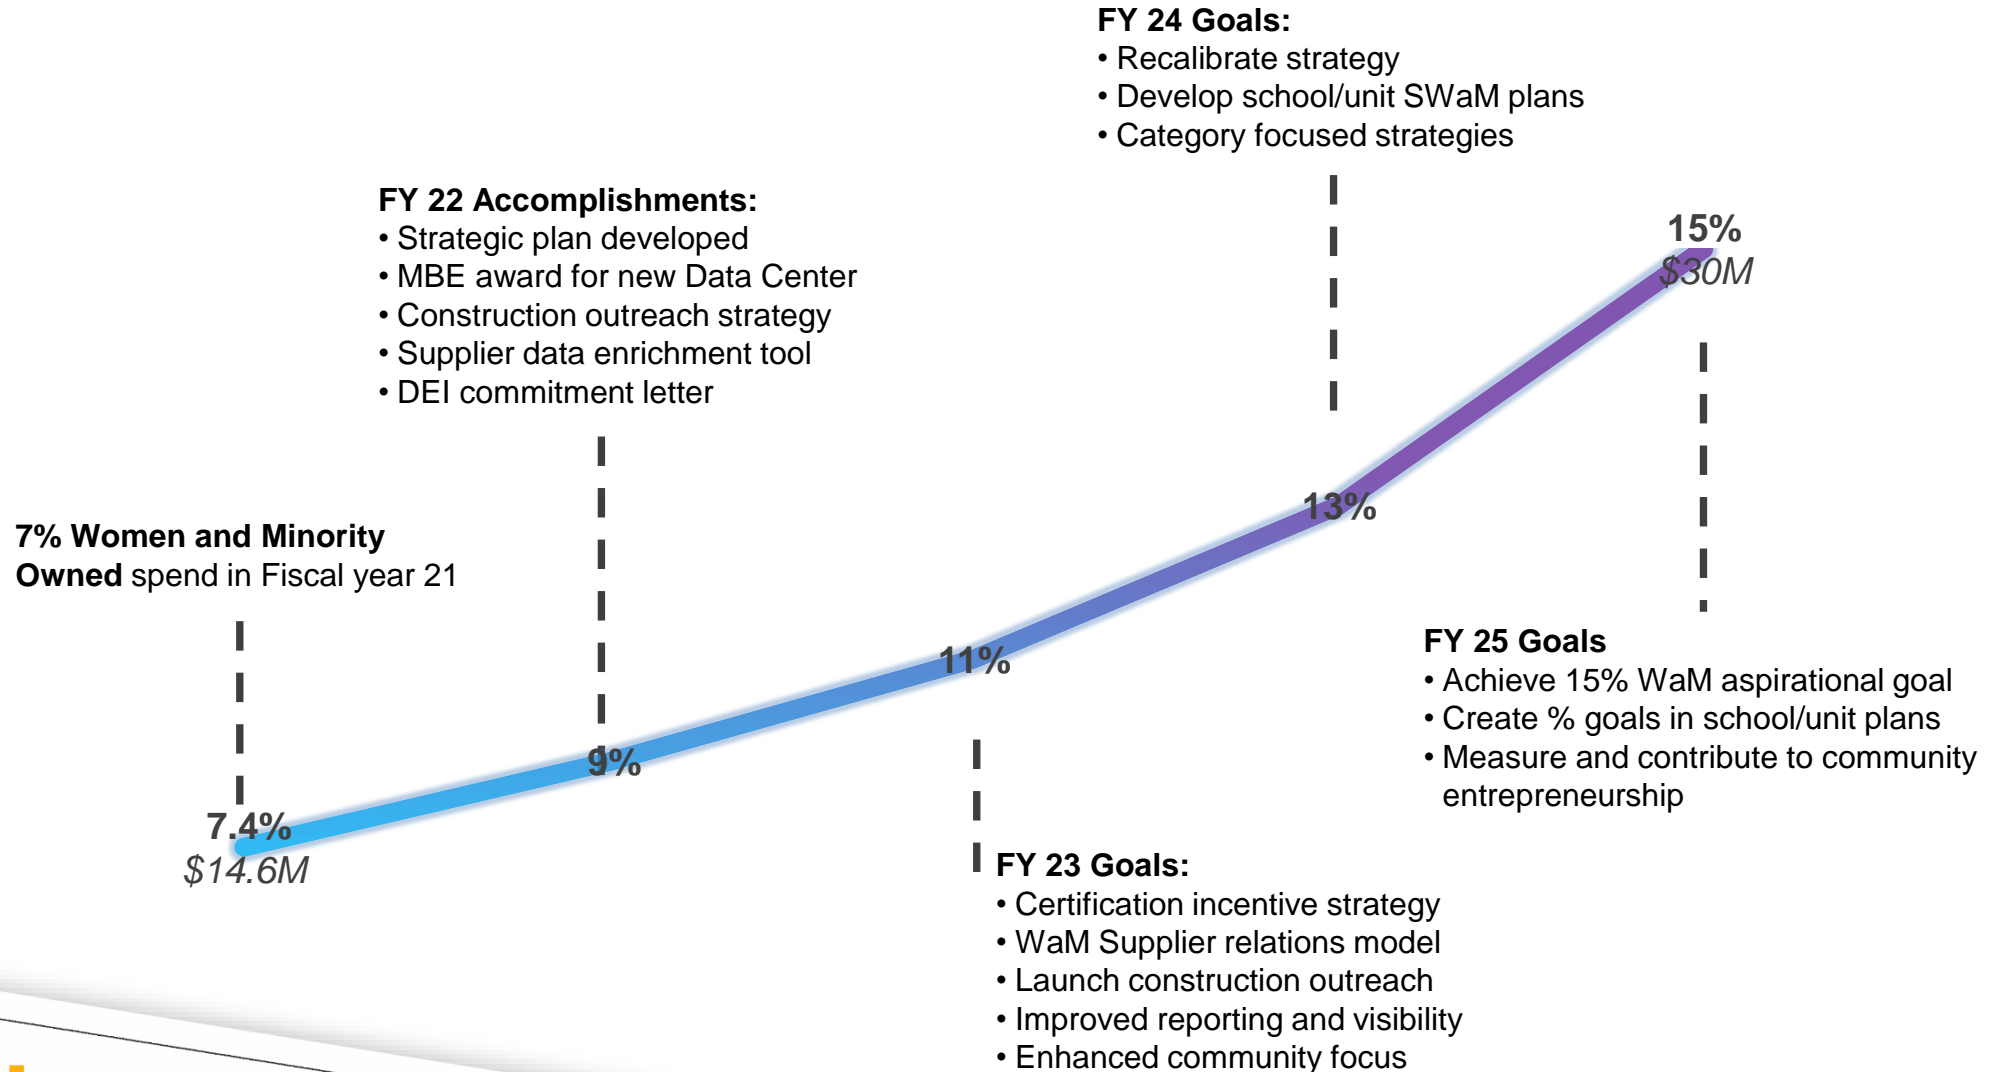 FY 24 Goals:
• Recalibrate strategy
• Develop school/unit SWaM plans
• Category focused strategies
FY 22 Accomplishments:
• Strategic plan developed
• MBE award for new Data Center
• Construction outreach strategy
• Supplier data enrichment tool
• DEI commitment letter
15%
$30M
13%
7% Women and Minority
Owned spend in Fiscal year 21
11%
9%
7.4%
$14.6M
FY 25 Goals
• Achieve 15% WaM aspirational goal
• Create % goals in school/unit plans
• Measure and contribute to community
entrepreneurship
FY 23 Goals:
• Certification incentive strategy
• WaM Supplier relations model
• Launch construction outreach
• Improved reporting and visibility
• Enhanced community focus